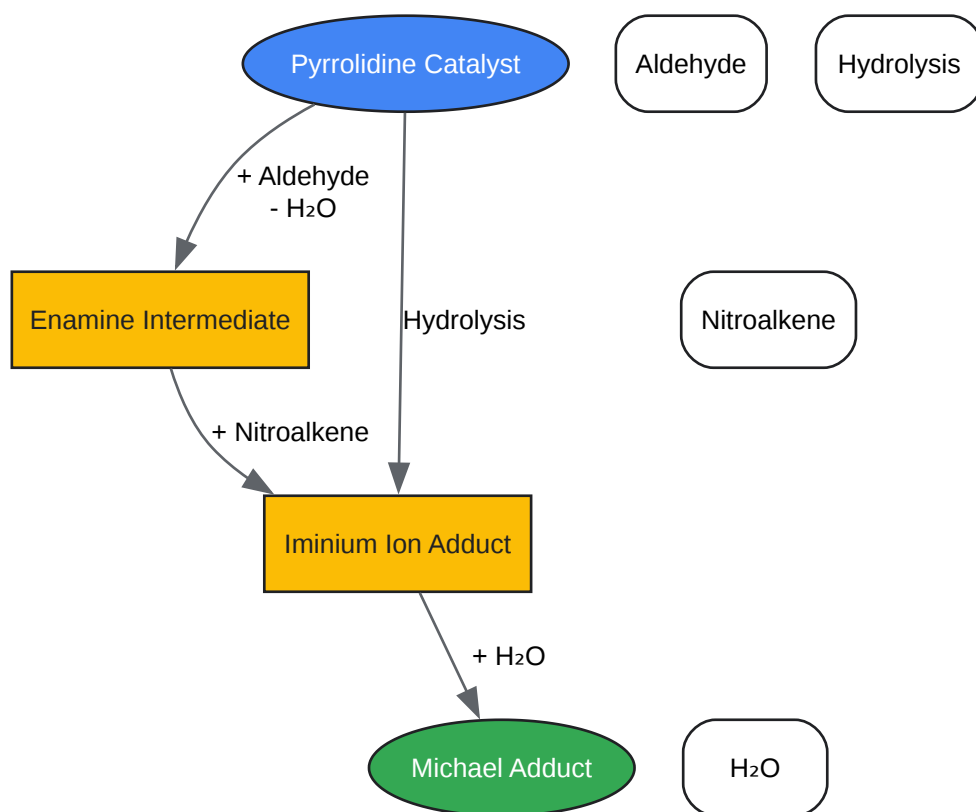 Pyrrolidine Catalyst
Aldehyde
Hydrolysis
+ Aldehyde
- H₂O
Enamine Intermediate
Hydrolysis
Nitroalkene
+ Nitroalkene
Iminium Ion Adduct
+ H₂O
Michael Adduct
H₂O